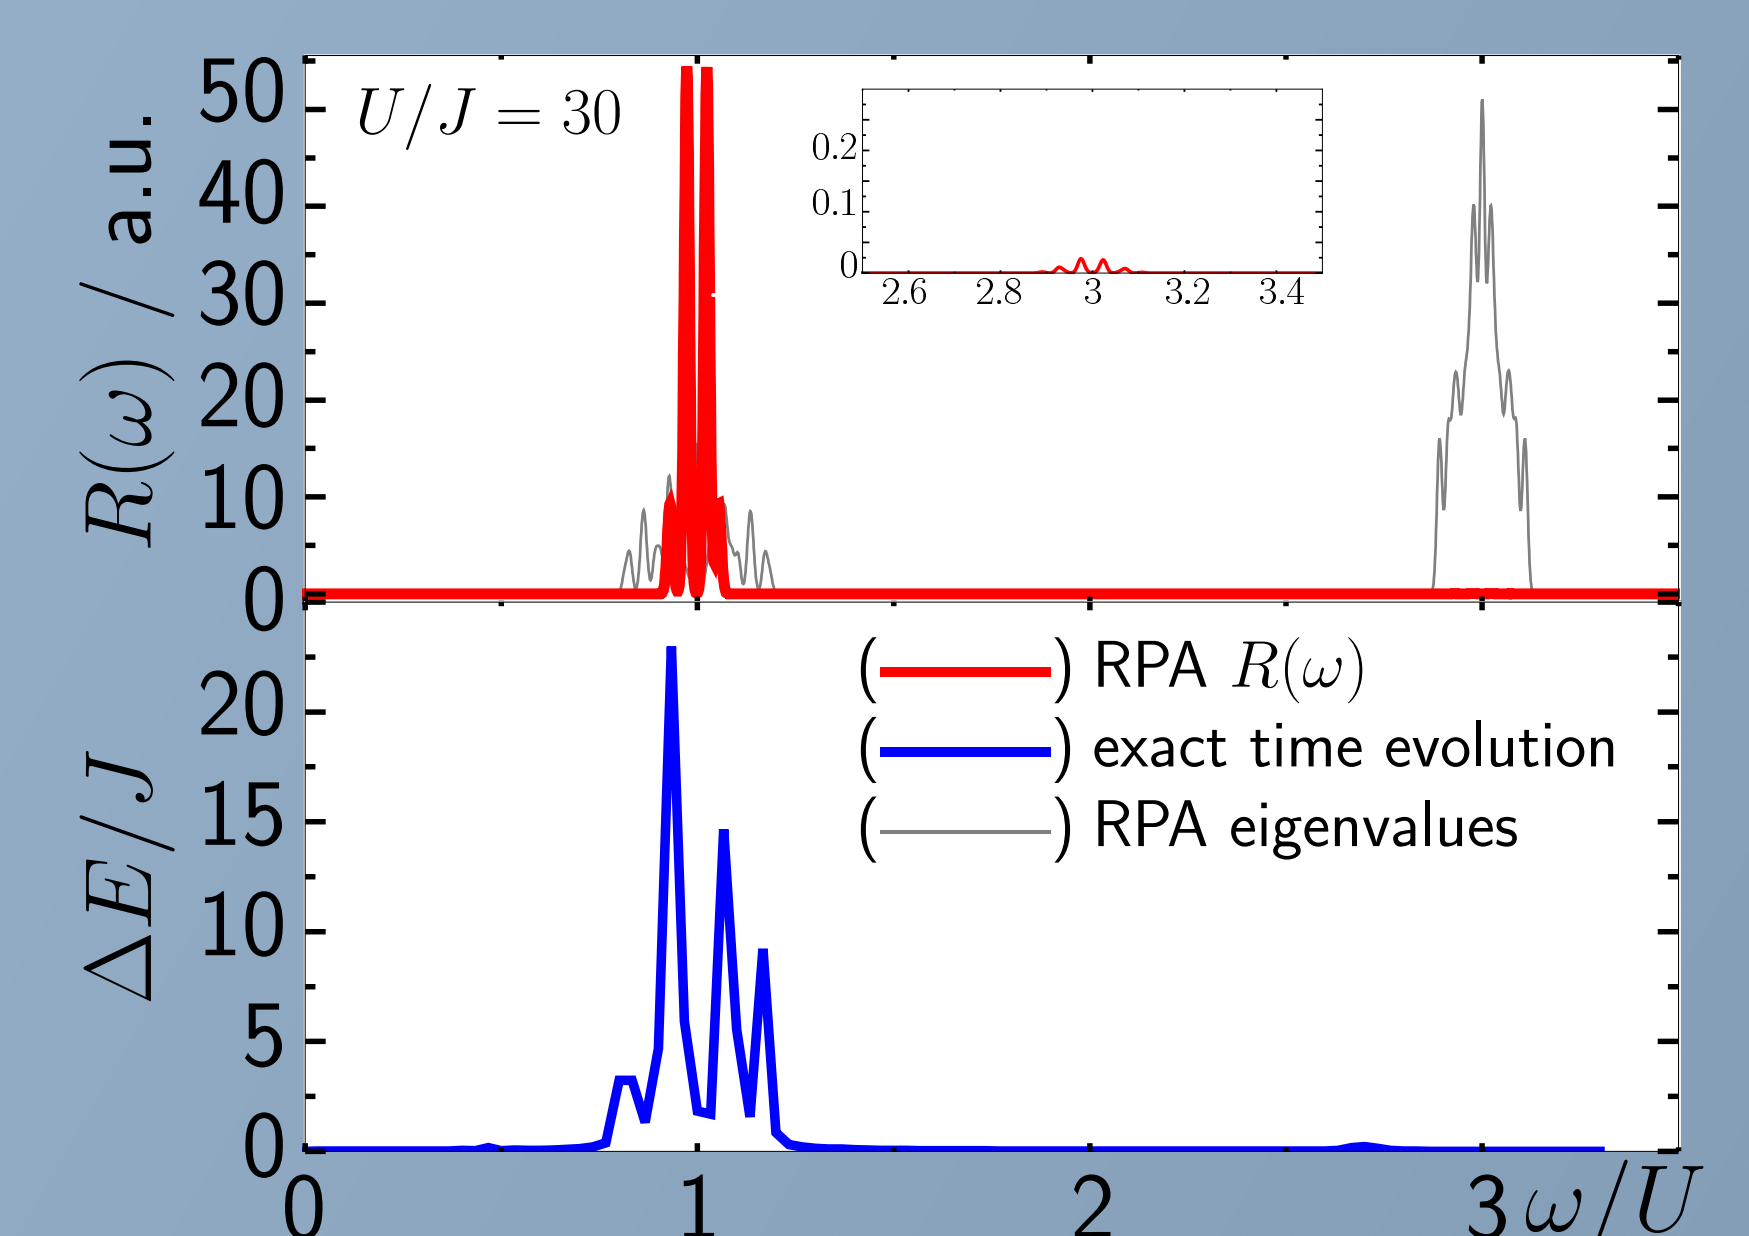 R(ω) / a.u.
50
40
30
20
10
0
U/J = 30
0.2
0.1
0
2.6 2.8 3 3.2 3.4
ΔE/J
20
15
10
5
0
( ) RPA R(ω)
( ) exact time evolution
( ) RPA eigenvalues
0 1 2 3 ω/U